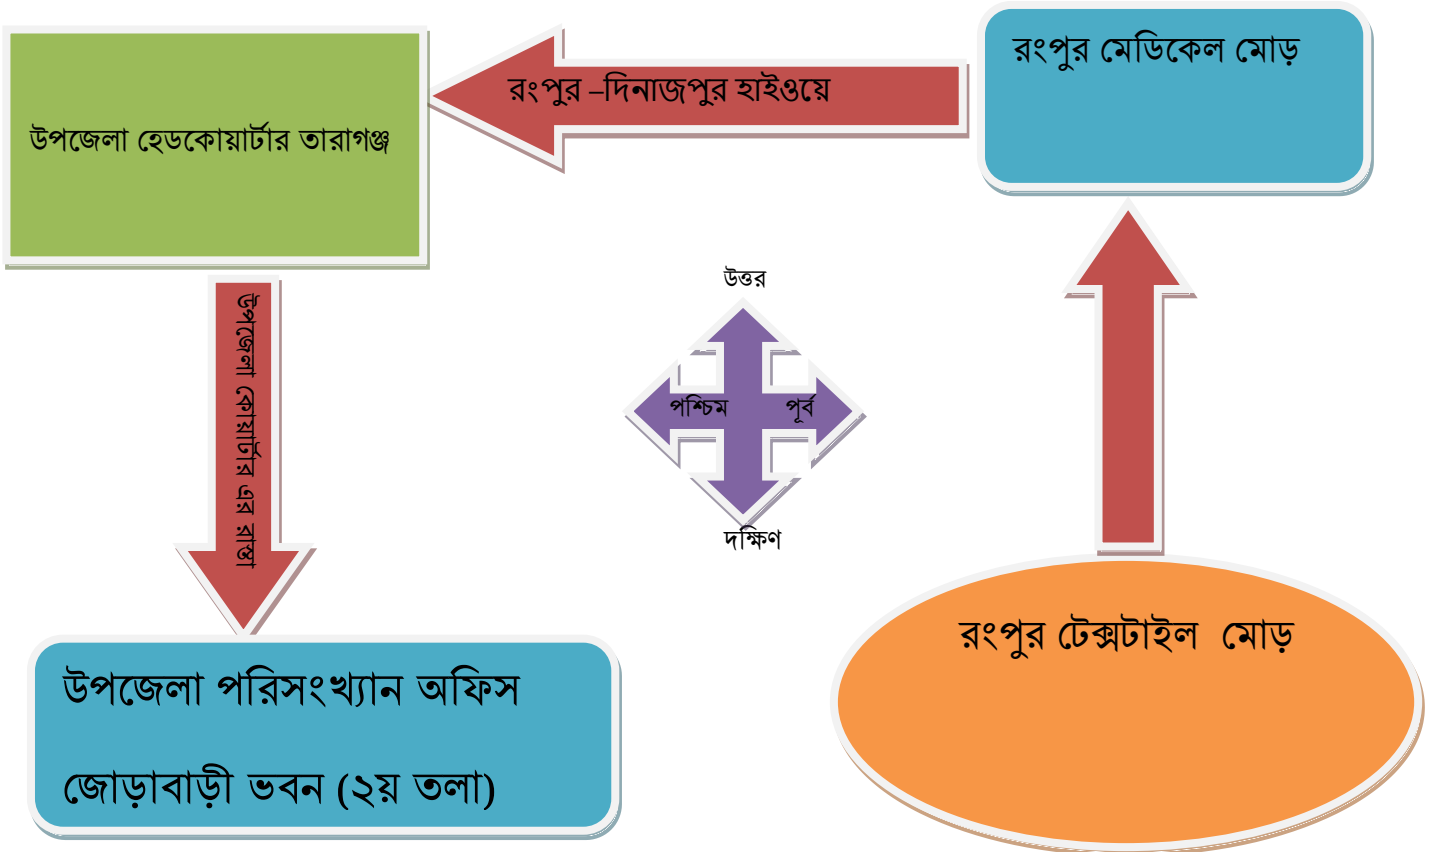 রংপুর মেডিকেল মোড়
রংপুর –দিনাজপুর হাইওয়ে
উপজেলা হেডকোয়ার্টার তারাগঞ্জ
উত্তর
উপজেলা কোয়ার্টার এর রাস্তা
পশ্চিম
পূর্ব
দক্ষিণ
রংপুর টেক্সটাইল মোড়
উপজেলা পরিসংখ্যান অফিস
জোড়াবাড়ী ভবন (২য় তলা)